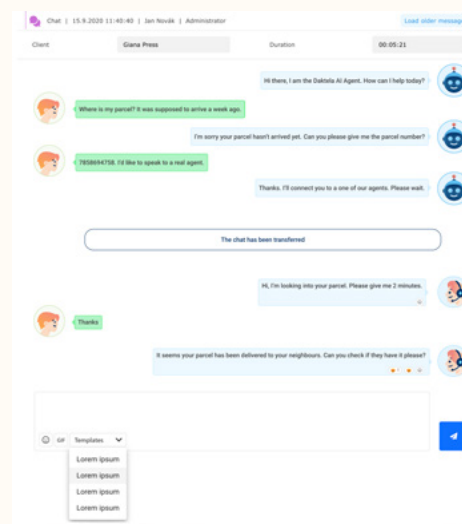 Chat | 15.9.2020 11:40:40 | Jan Novák | Administrator
Load older message
Client
Giana Press
Duration
00:05:21
Hi there, I am the Daktela AI Agent. How can I help today?
Where is my parcel? It was supposed to arrive a week ago.
I'm sorry your parcel hasn't arrived yet. Can you please give me the parcel number?
7858694758. I'd like to speak to a real agent.
Thanks. I'll connect you to a one of our agents. Please wait.
The chat has been transferred
Hi, I'm looking into your parcel. Please give me 2 minutes.
Thanks
It seems your parcel has been delivered to your neighbours. Can you check if they have it please?
GIF Templates
Lorem ipsum
Lorem ipsum
Lorem ipsum
Lorem ipsum